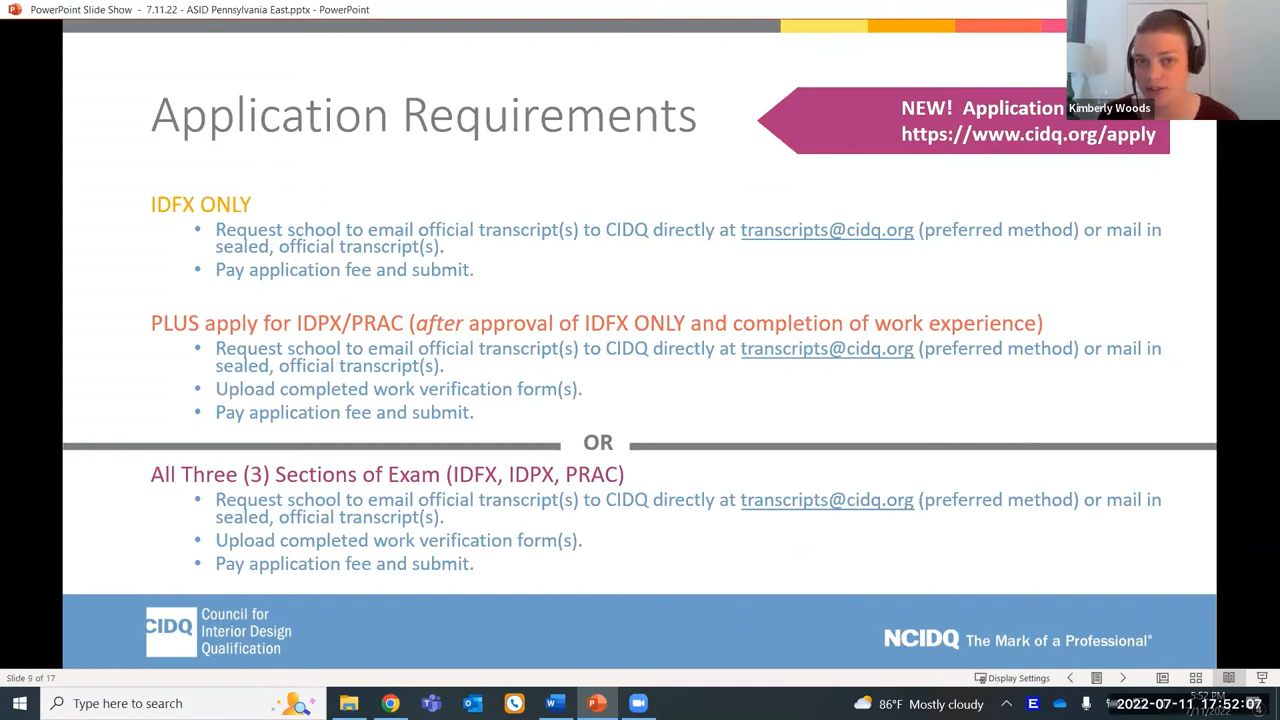 PowerPoint Slide Show - 7.11.22 - ASID Pennsylvania East.pptx - PowerPoint
Application Requirements
NEW! Application
https://www.cidq.org/apply
Kimberly Woods
IDFX ONLY
• Request school to email official transcript(s) to CIDQ directly at transcripts@cidq.org (preferred method) or mail in
sealed, official transcript(s).
• Pay application fee and submit.
PLUS apply for IDPX/PRAC (after approval of IDFX ONLY and completion of work experience)
• Request school to email official transcript(s) to CIDQ directly at transcripts@cidq.org (preferred method) or mail in
sealed, official transcript(s).
• Upload completed work verification form(s).
• Pay application fee and submit.
OR
All Three (3) Sections of Exam (IDFX, IDPX, PRAC)
• Request school to email official transcript(s) to CIDQ directly at transcripts@cidq.org (preferred method) or mail in
sealed, official transcript(s).
• Upload completed work verification form(s).
• Pay application fee and submit.
CIDQ
Council for
Interior Design
Qualification
NCIDQ The Mark of a Professional®
Slide 9 of 17
Display Settings
Type here to search
86°F Mostly cloudy
5:52 PM
7/11/2022
2022-07-11 17:52:07